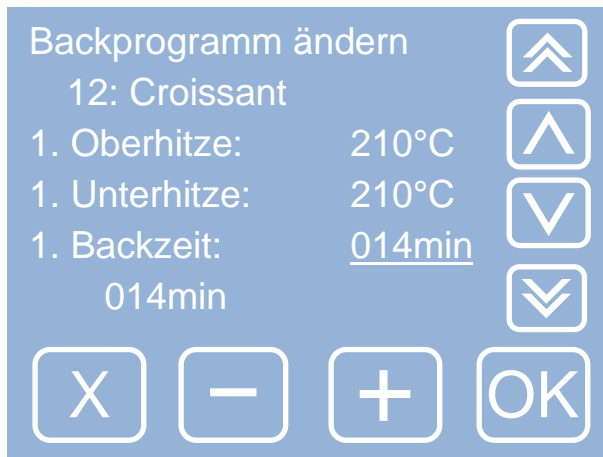 Backprogramm ändern
12: Croissant
1. Oberhitze: 210°C
1. Unterhitze: 210°C
1. Backzeit: 014min
014min
X − + OK